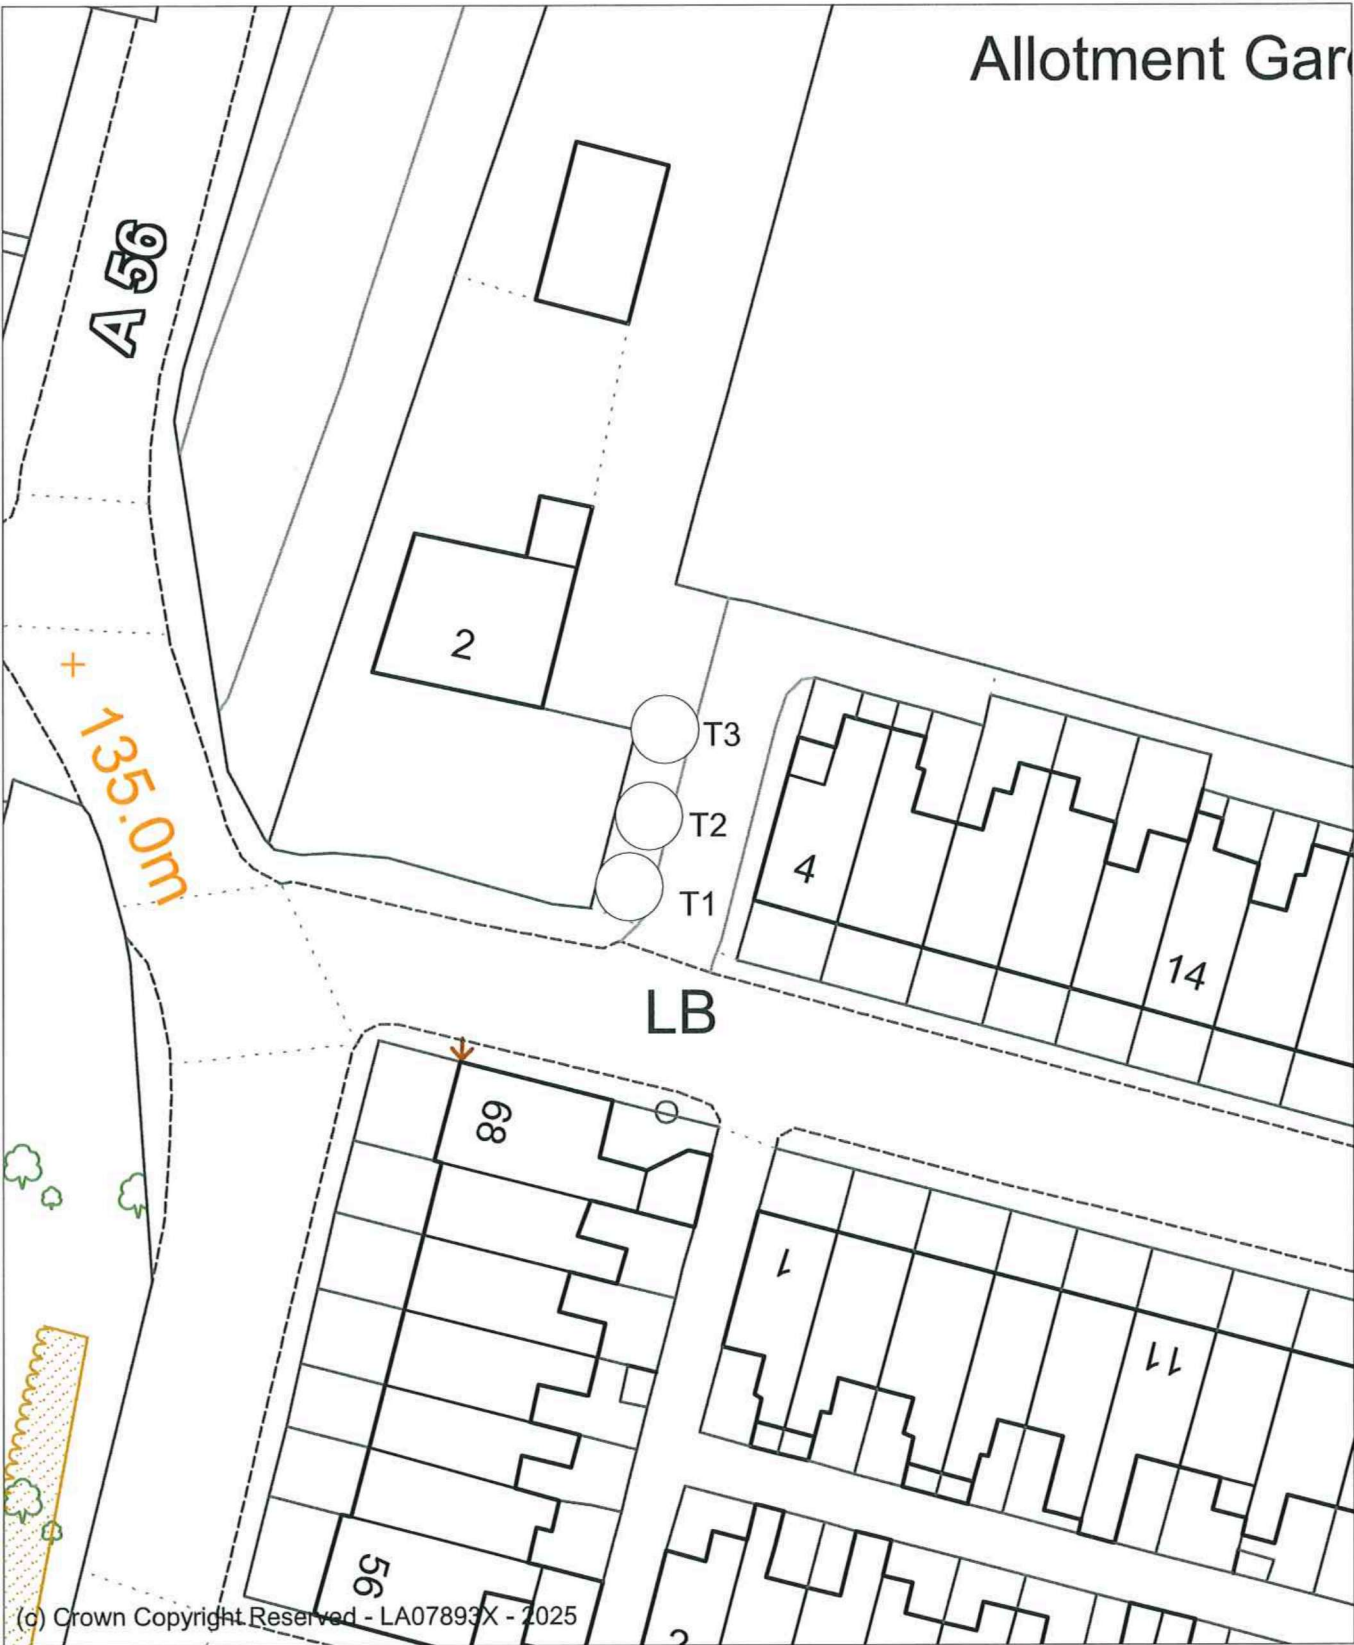 Allotment Gar
A 56
2
135.0m
T3
T2
T1
4
14
LB
68
1
11
56
(c) Crown Copyright Reserved - LA07893X - 2025